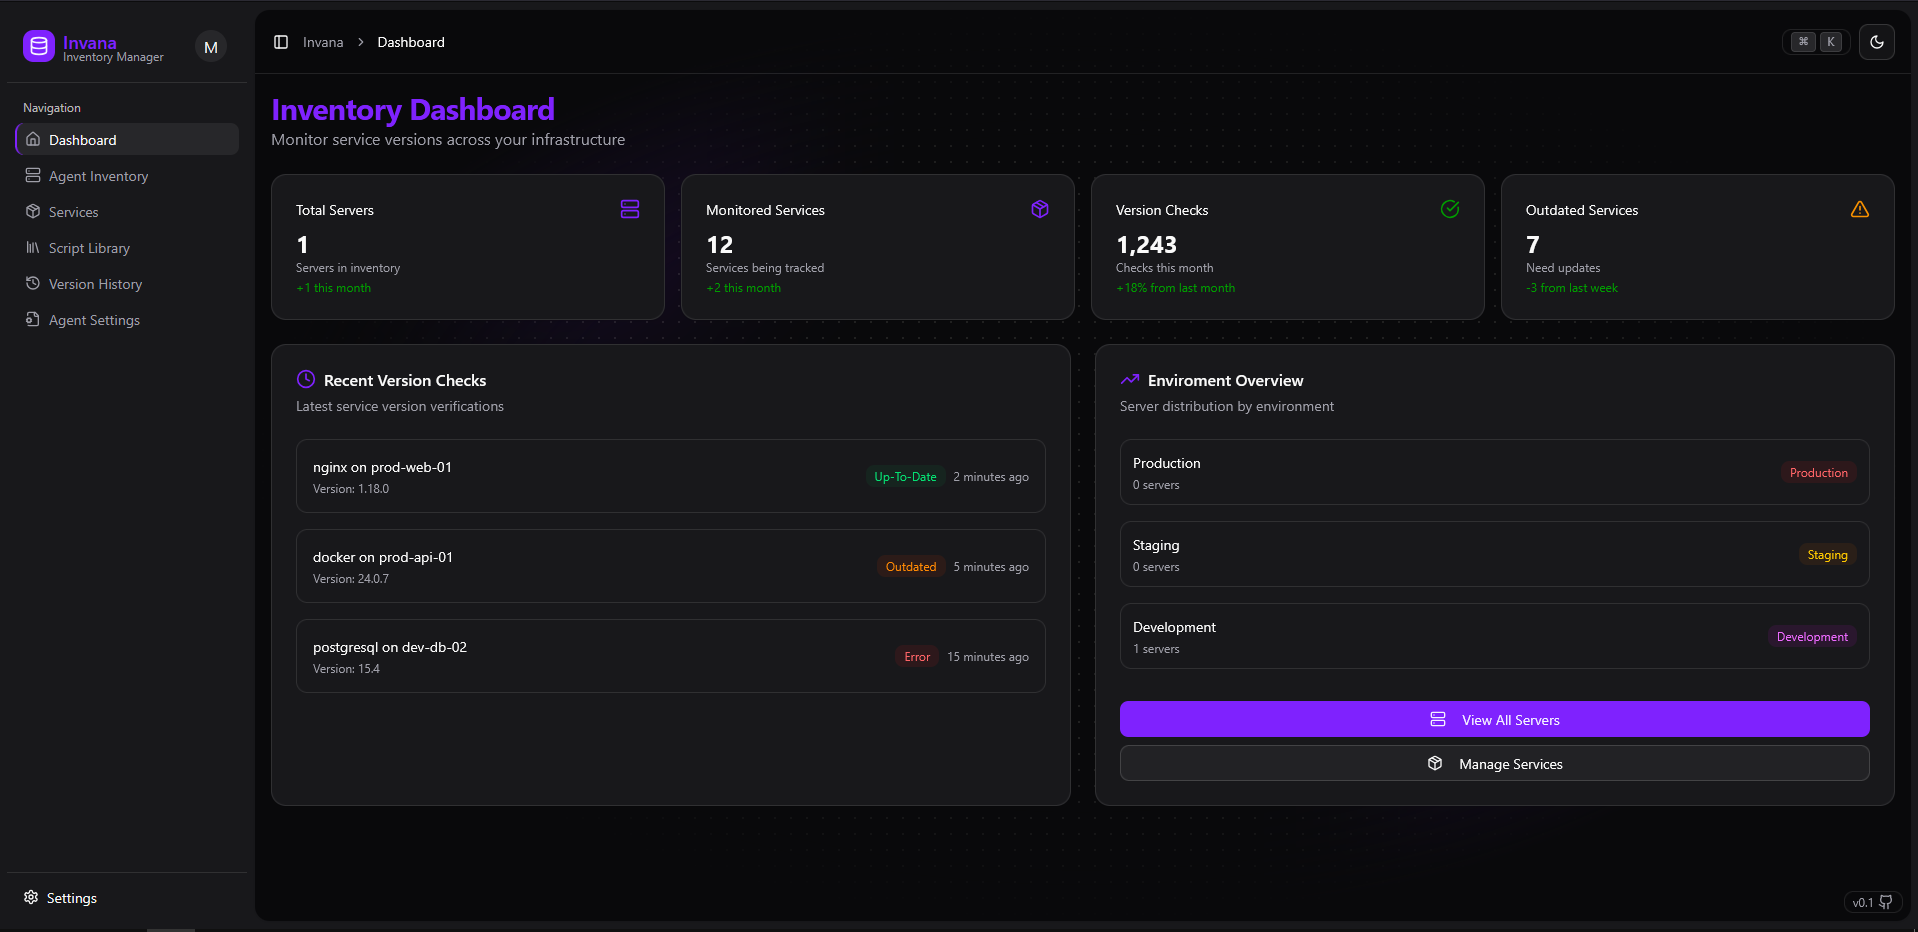 Invana
Inventory Manager
M
Navigation
Dashboard
Agent Inventory
Services
Script Library
Version History
Agent Settings
Settings
Invana > Dashboard
⌘ K
Inventory Dashboard
Monitor service versions across your infrastructure
Total Servers
1
Servers in inventory
+1 this month
Monitored Services
12
Services being tracked
+2 this month
Version Checks
1,243
Checks this month
+18% from last month
Outdated Services
7
Need updates
-3 from last week
Recent Version Checks
Latest service version verifications
nginx on prod-web-01
Version: 1.18.0
Up-To-Date 2 minutes ago
docker on prod-api-01
Version: 24.0.7
Outdated 5 minutes ago
postgresql on dev-db-02
Version: 15.4
Error 15 minutes ago
Enviroment Overview
Server distribution by environment
Production
0 servers
Production
Staging
0 servers
Staging
Development
1 servers
Development
View All Servers
Manage Services
v0.1